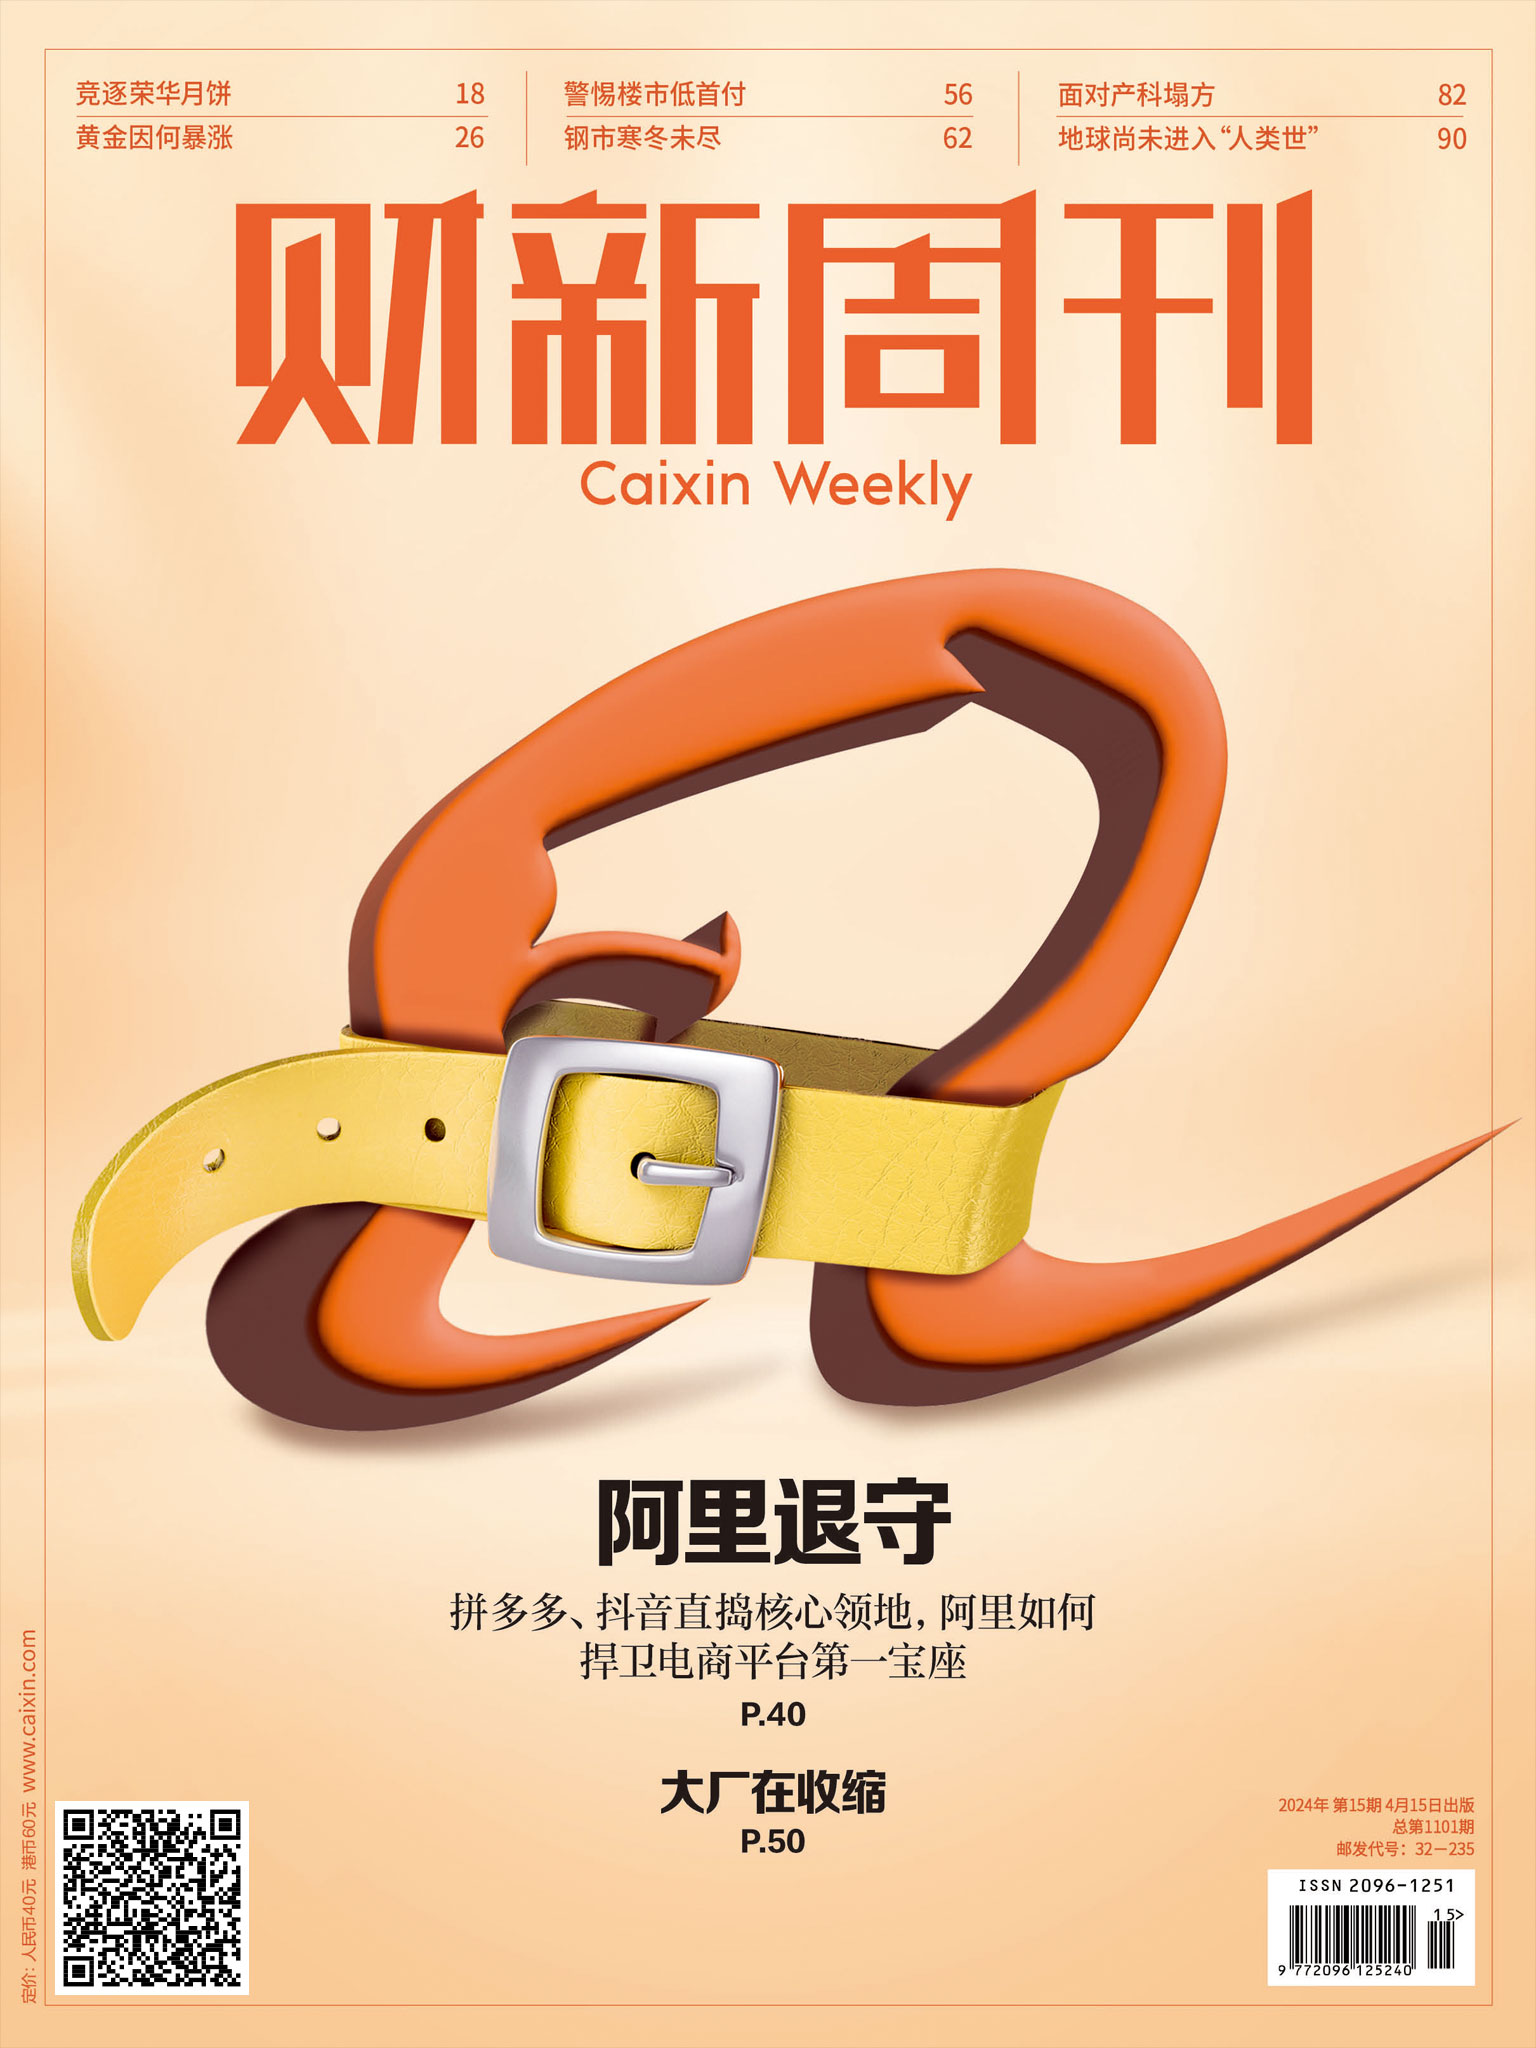 竞逐荣华月饼 18
黄金因何暴涨 26
警惕楼市低首付 56
钢市寒冬未尽 62
面对产科塌方 82
地球尚未进入“人类世” 90
财新周刊
Caixin Weekly
阿里退守
拼多多、抖音直捣核心领地，阿里如何
捍卫电商平台第一宝座
P.40
大厂在收缩
P.50
定价：人民币40元 港币60元 www.caixin.com
2024年 第15期 4月15日出版
总第1101期
邮发代号：32－235
ISSN 2096-1251
15>
9 772096 125240